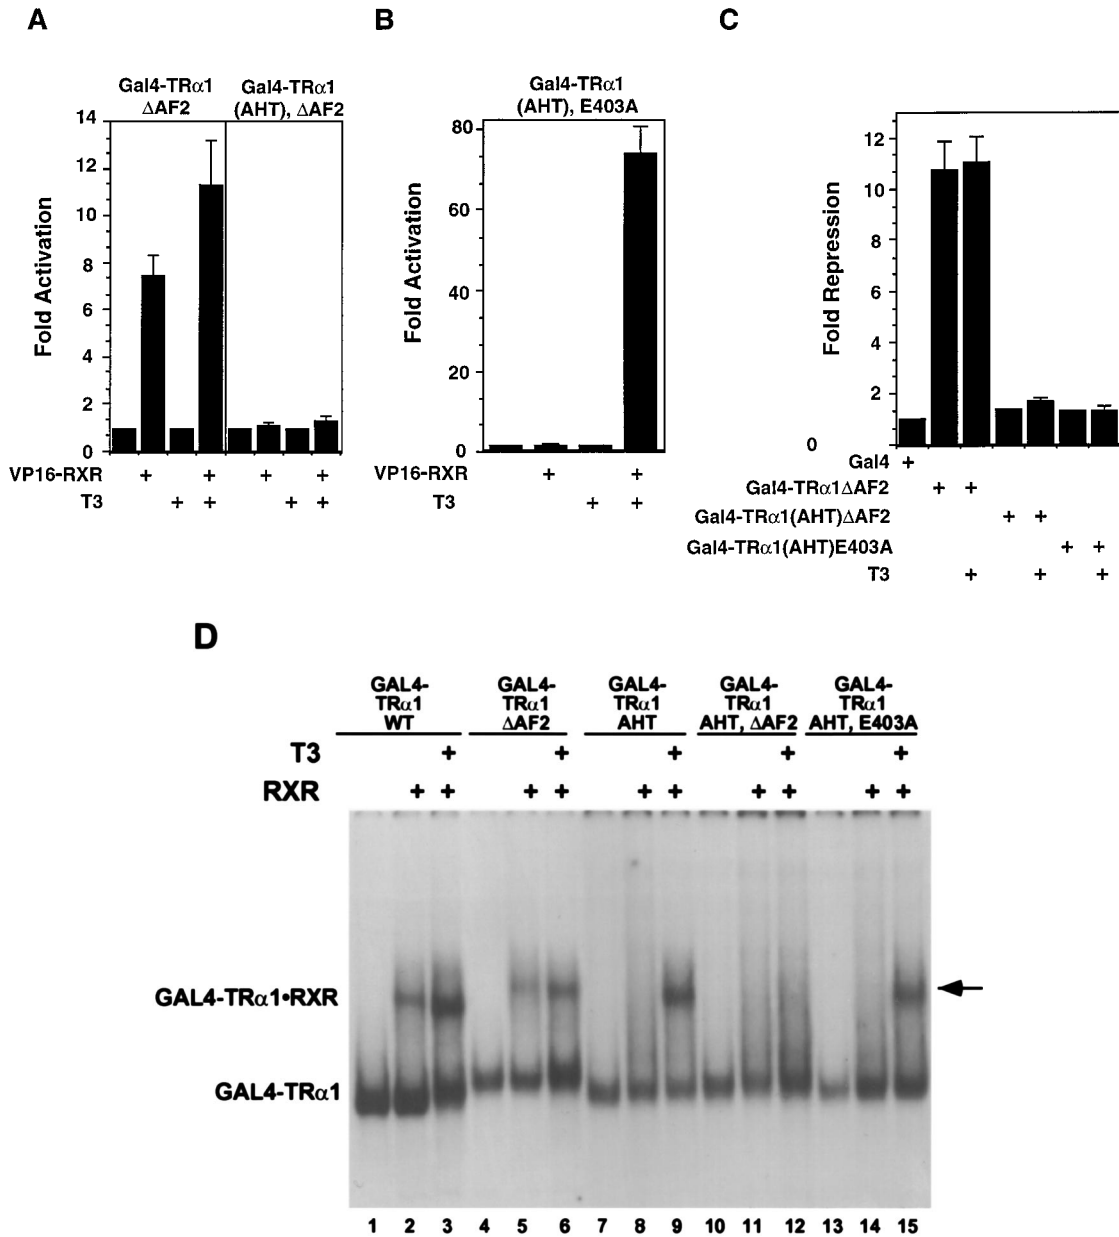 A
Gal4-TRα1
ΔAF2
Gal4-TRα1
(AHT), ΔAF2
Fold Activation
14
12
10
8
6
4
2
0
VP16-RXR + + + +
T3 + + + +
B
Gal4-TRα1
(AHT), E403A
Fold Activation
80
60
40
20
0
VP16-RXR + +
T3 + +
C
Fold Repression
12
10
8
6
4
2
0
Gal4 +
Gal4-TRα1ΔAF2 + +
Gal4-TRα1(AHT)ΔAF2 + +
Gal4-TRα1(AHT)E403A + +
T3 + + +
D
GAL4-
TRα1
WT
GAL4-
TRα1
ΔAF2
GAL4-
TRα1
AHT
GAL4-
TRα1
AHT, ΔAF2
GAL4-
TRα1
AHT, E403A
T3 + + + + +
RXR + + + + + + + + + +
GAL4-TRα1•RXR
GAL4-TRα1
1 2 3 4 5 6 7 8 9 10 11 12 13 14 15